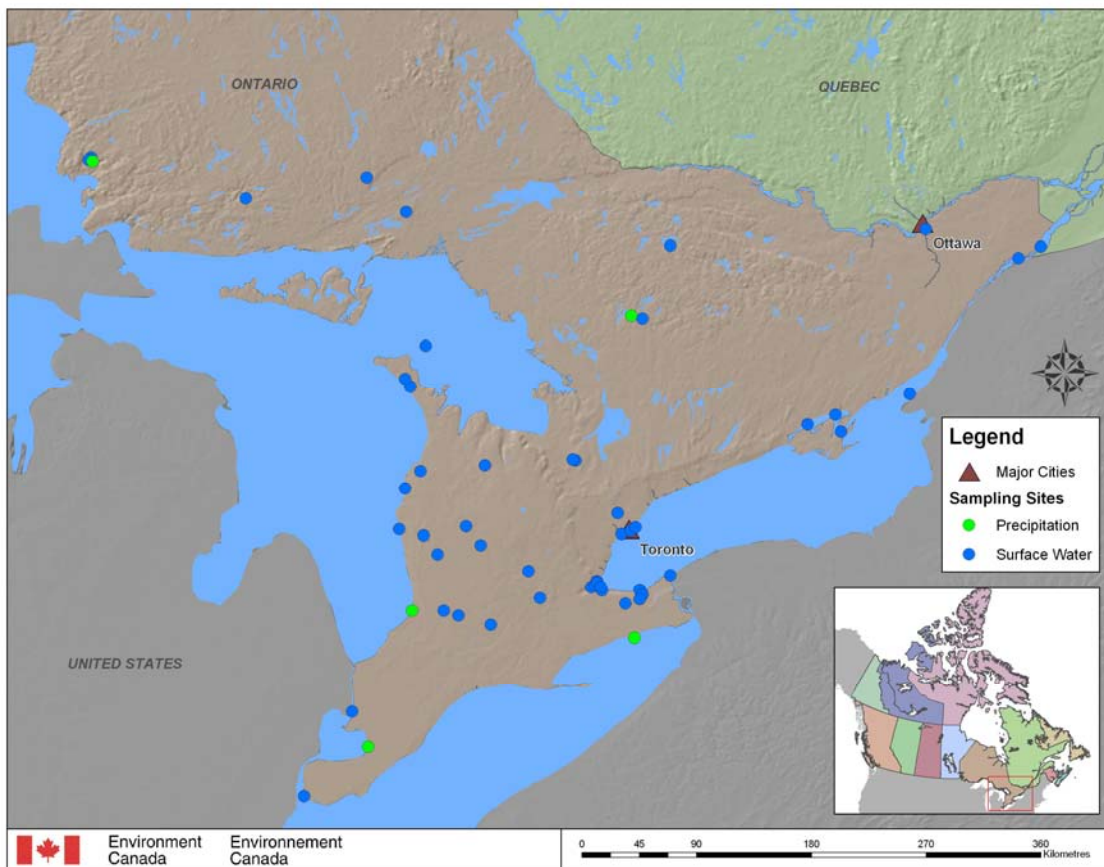 ONTARIO
QUEBEC
Ottawa
Legend
Major Cities
Sampling Sites
Precipitation
Surface Water
Toronto
UNITED STATES
Environment
Canada
Environnement
Canada
0 45 90 180 270 360
Kilometres